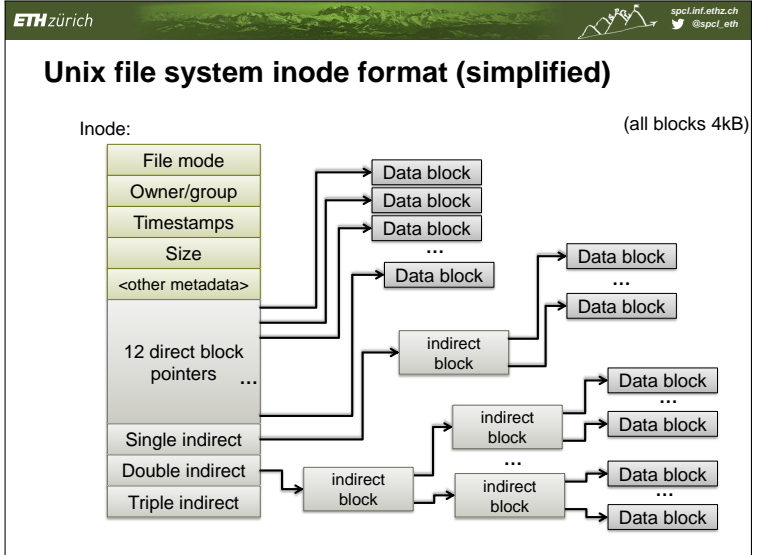 ETH zürich
spcl.inf.ethz.ch
@spcl_eth
Unix file system inode format (simplified)
Inode:
(all blocks 4kB)
File mode
Owner/group
Timestamps
Size
<other metadata>
12 direct block
pointers
...
Single indirect
Double indirect
Triple indirect
Data block
Data block
Data block
...
Data block
indirect
block
Data block
...
Data block
indirect
block
indirect
block
...
indirect
block
Data block
...
Data block
Data block
...
Data block